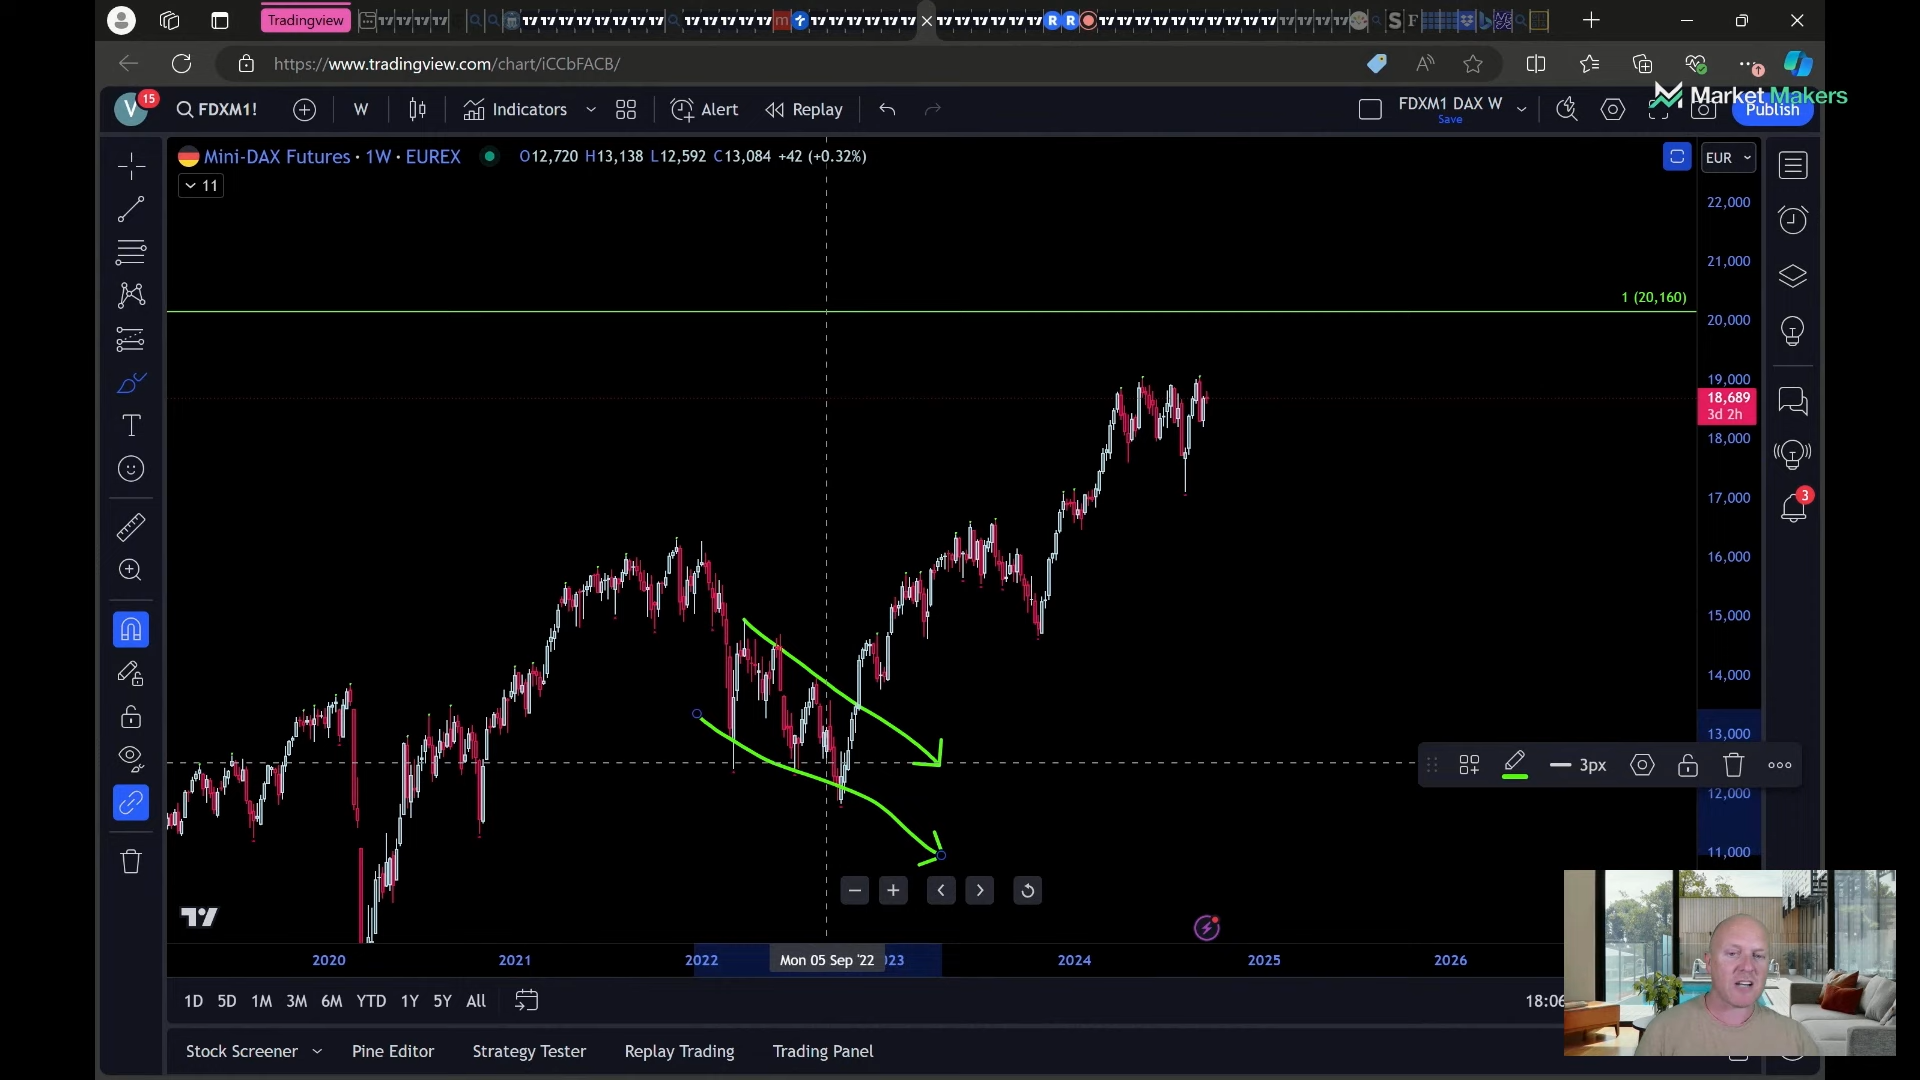 Tradingview
https://www.tradingview.com/chart/iCCbFACB/
V 15 FDXM1! W Indicators Alert Replay FDXM1 DAX W Save Publish
Market Makers
Mini-DAX Futures · 1W · EUREX O12,720 H13,138 L12,592 C13,084 +42 (+0.32%) EUR
11
22,000
21,000
1 (20,160)
20,000
19,000
18,689
3d 2h
18,000
17,000
3
16,000
15,000
14,000
13,000
3px
12,000
11,000
2020 2021 2022 Mon 05 Sep '22 023 2024 2025 2026
1D 5D 1M 3M 6M YTD 1Y 5Y All 18:06
Stock Screener Pine Editor Strategy Tester Replay Trading Trading Panel